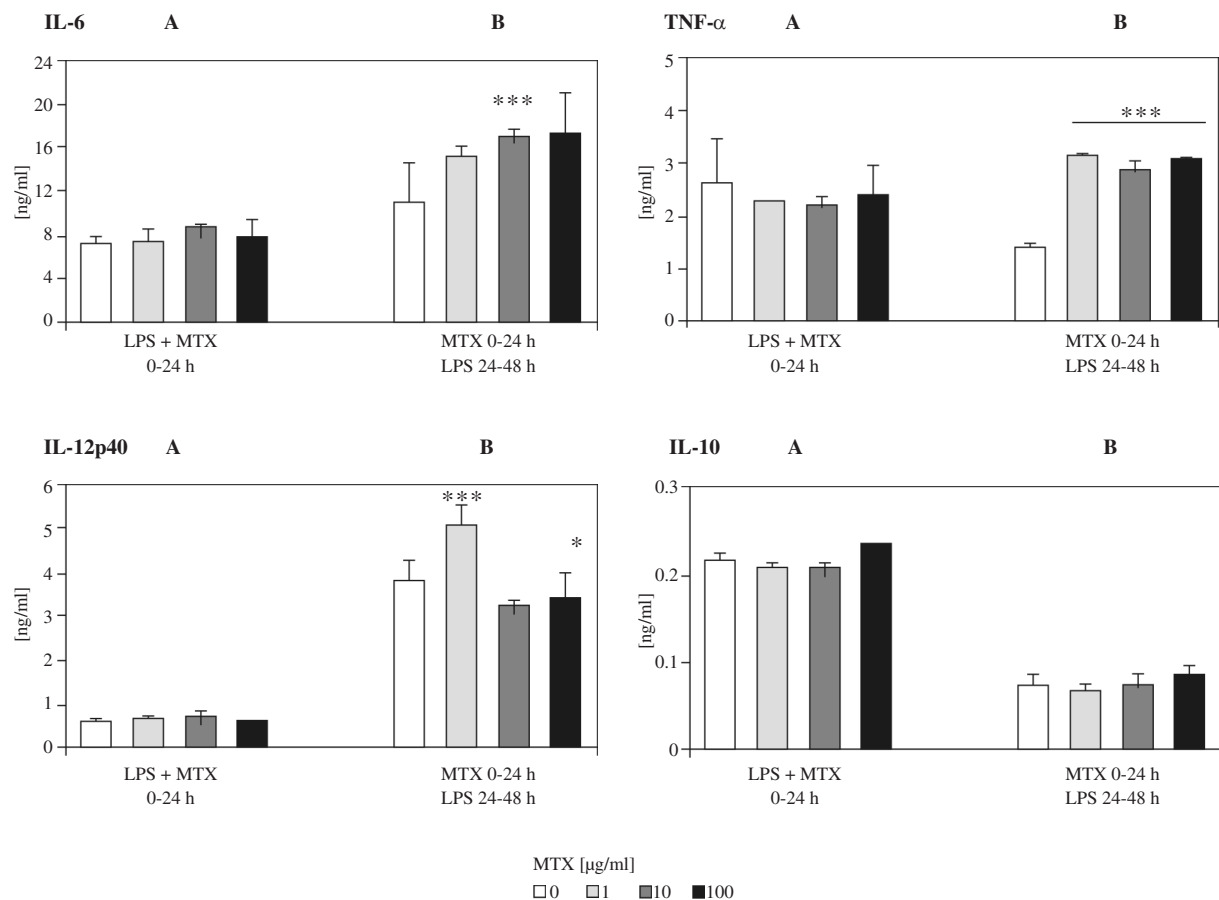 IL-6 A B
24
20
16
12
8
4
0
[ng/ml]
***
LPS + MTX
0-24 h
MTX 0-24 h
LPS 24-48 h
TNF-α A B
5
4
3
2
1
0
[ng/ml]
***
LPS + MTX
0-24 h
MTX 0-24 h
LPS 24-48 h
IL-12p40 A B
6
5
4
3
2
1
0
[ng/ml]
***
*
LPS + MTX
0-24 h
MTX 0-24 h
LPS 24-48 h
IL-10 A B
0.3
0.2
0.1
0
[ng/ml]
LPS + MTX
0-24 h
MTX 0-24 h
LPS 24-48 h
MTX [µg/ml]
0 1 10 100